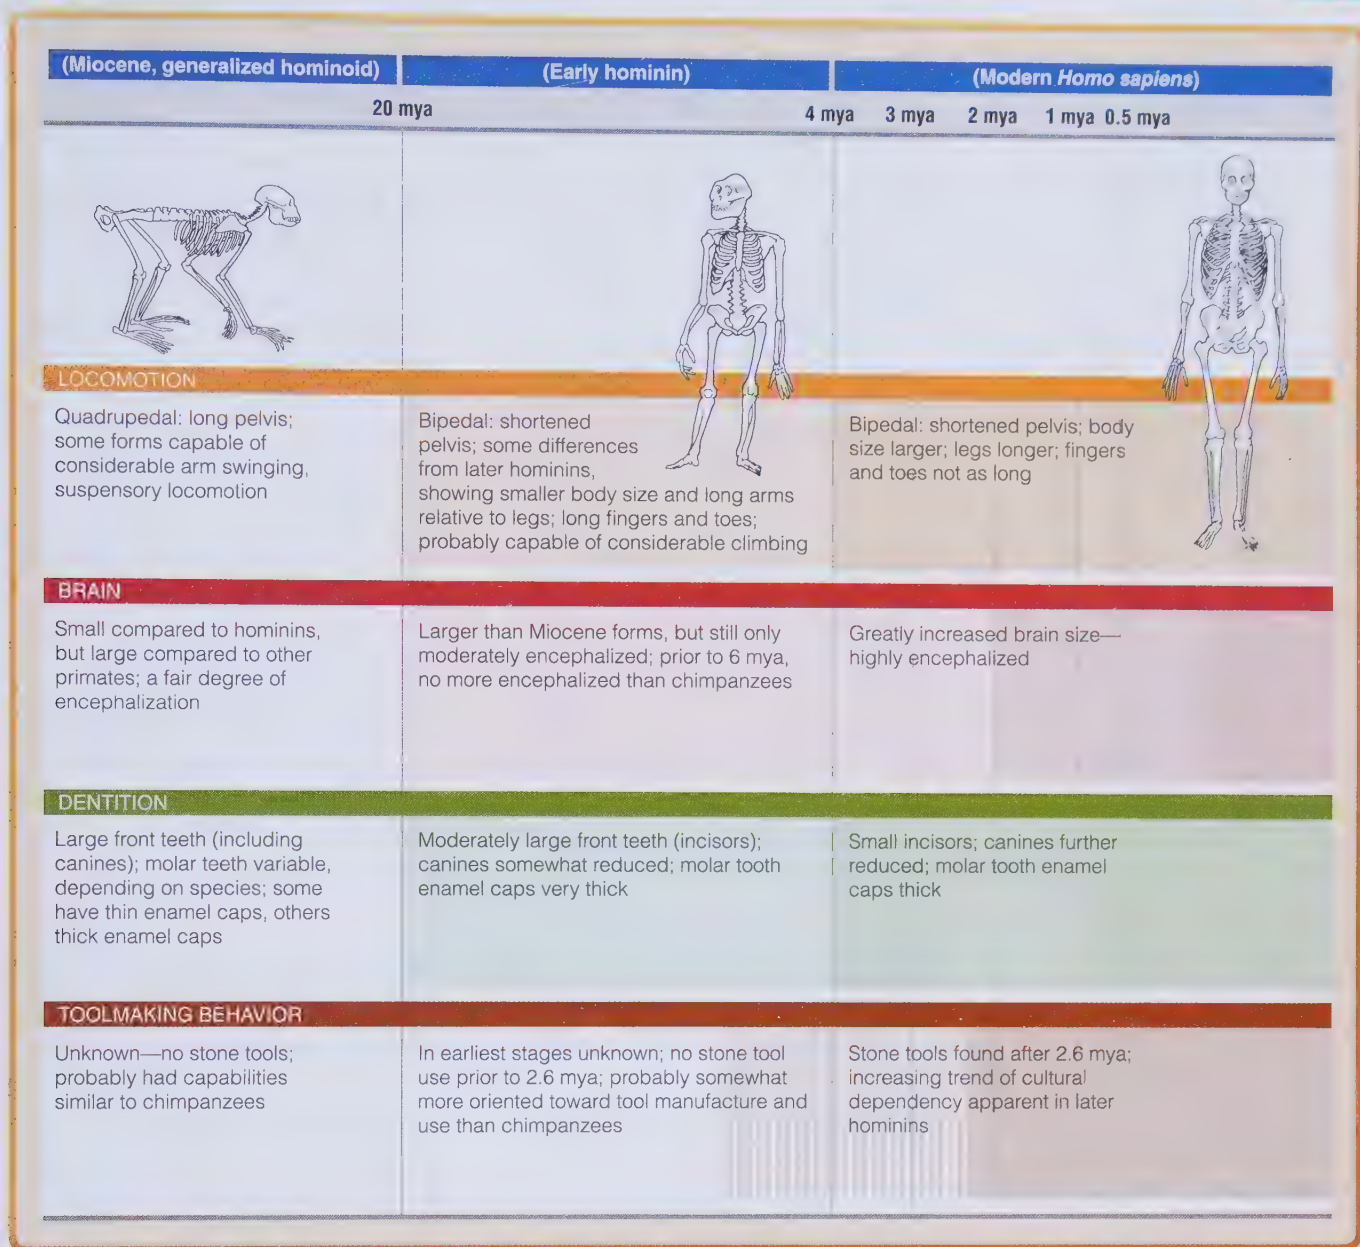 (Miocene, generalized hominoid)
(Early hominin)
(Modern Homo sapiens)
20 mya
4 mya
3 mya
2 mya
1 mya
0.5 mya
LOCOMOTION
Quadrupedal: long pelvis;
some forms capable of
considerable arm swinging,
suspensory locomotion
Bipedal: shortened
pelvis; some differences
from later hominins,
showing smaller body size and long arms
relative to legs; long fingers and toes;
probably capable of considerable climbing
Bipedal: shortened pelvis; body
size larger; legs longer; fingers
and toes not as long
BRAIN
Small compared to hominins,
but large compared to other
primates; a fair degree of
encephalization
Larger than Miocene forms, but still only
moderately encephalized; prior to 6 mya,
no more encephalized than chimpanzees
Greatly increased brain size—
highly encephalized
DENTITION
Large front teeth (including
canines); molar teeth variable,
depending on species; some
have thin enamel caps, others
thick enamel caps
Moderately large front teeth (incisors);
canines somewhat reduced; molar tooth
enamel caps very thick
Small incisors; canines further
reduced; molar tooth enamel
caps thick
TOOLMAKING BEHAVIOR
Unknown—no stone tools;
probably had capabilities
similar to chimpanzees
In earliest stages unknown; no stone tool
use prior to 2.6 mya; probably somewhat
more oriented toward tool manufacture and
use than chimpanzees
Stone tools found after 2.6 mya;
increasing trend of cultural
dependency apparent in later
hominins